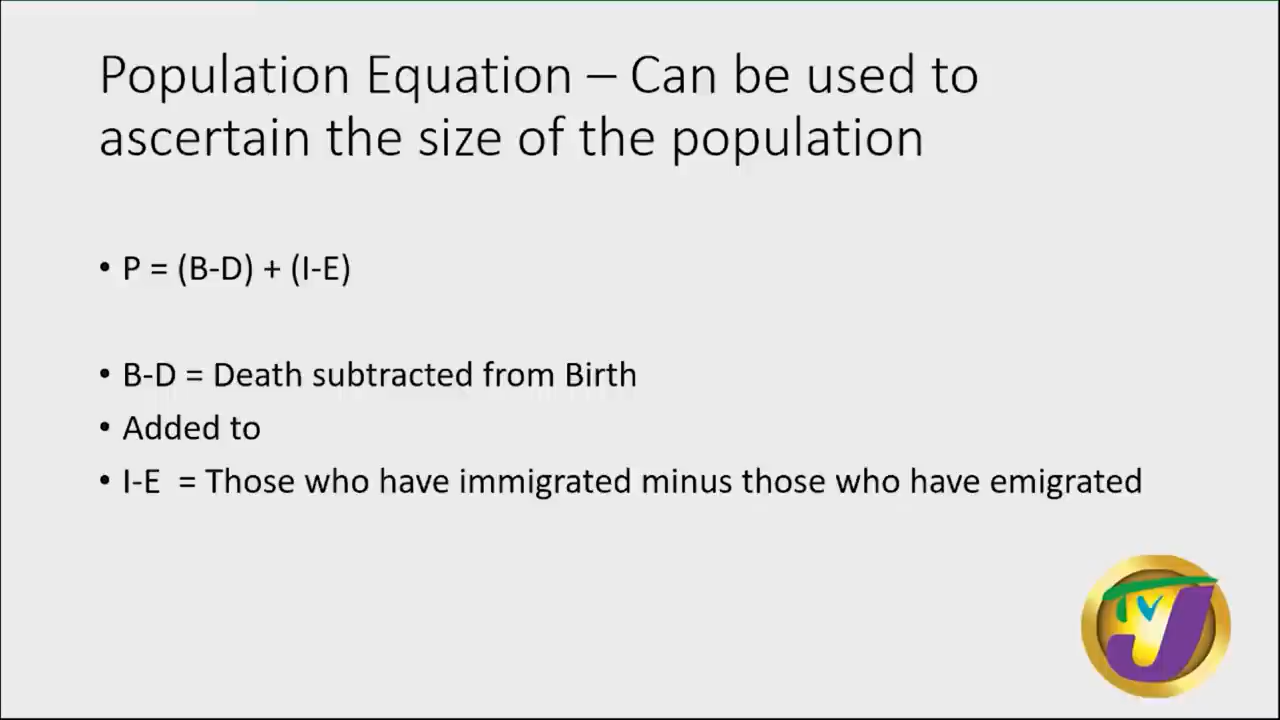 Population Equation – Can be used to
ascertain the size of the population
• P = (B-D) + (I-E)
• B-D = Death subtracted from Birth
• Added to
• I-E = Those who have immigrated minus those who have emigrated
TVJ